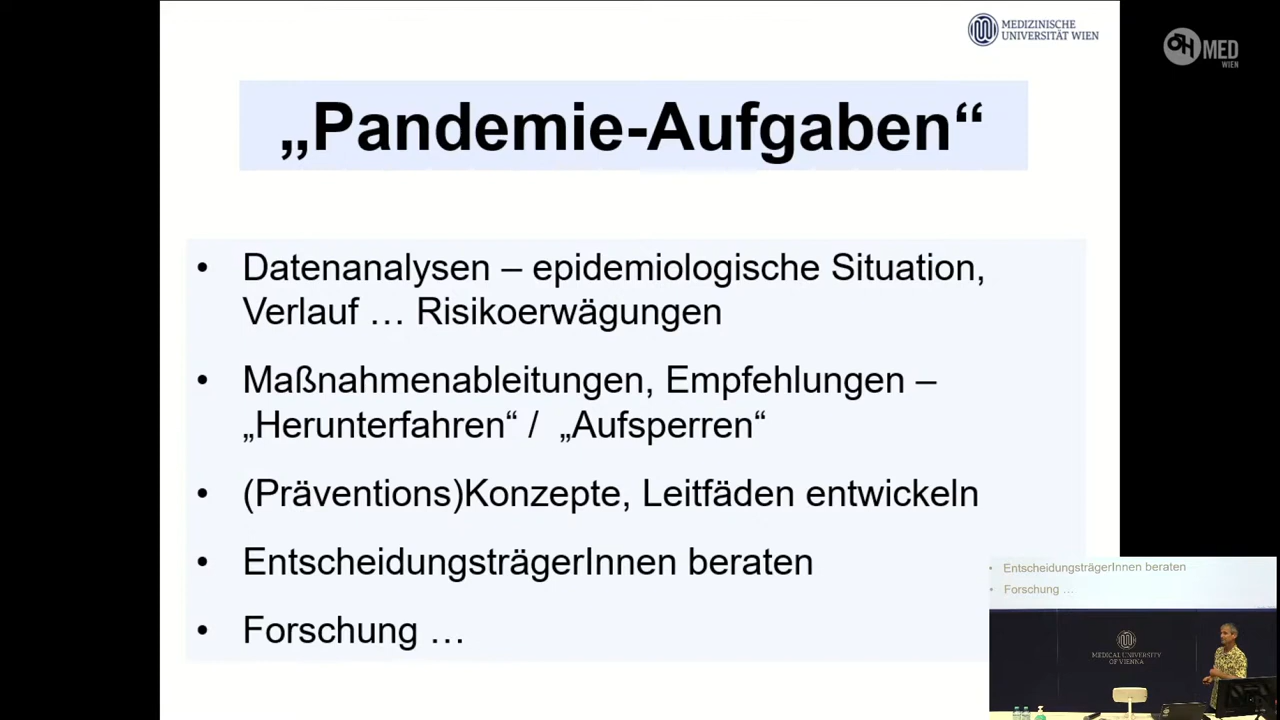 MEDIZINISCHE
UNIVERSITÄT WIEN
ÖH MED
WIEN
„Pandemie-Aufgaben“
• Datenanalysen – epidemiologische Situation,
Verlauf … Risikoerwägungen
• Maßnahmenableitungen, Empfehlungen –
„Herunterfahren“ / „Aufsperren“
• (Präventions)Konzepte, Leitfäden entwickeln
• EntscheidungsträgerInnen beraten
• Forschung …
• EntscheidungsträgerInnen beraten
• Forschung …
MEDICAL UNIVERSITY
OF VIENNA